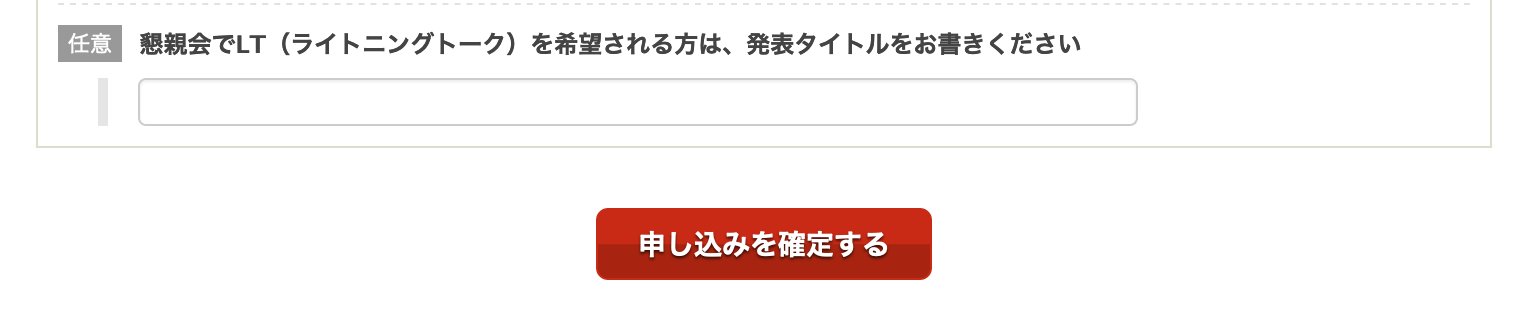 任意 懇親会でLT（ライトニングトーク）を希望される方は、発表タイトルをお書きください
申し込みを確定する